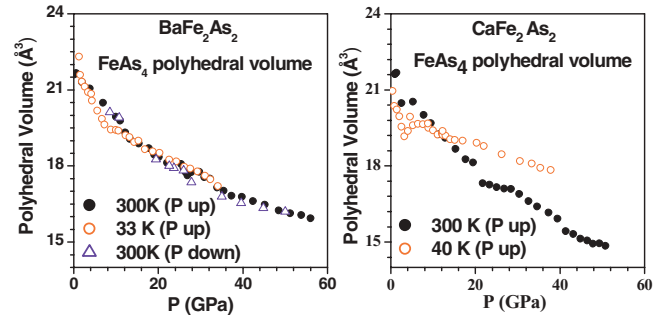 BaFe₂As₂
FeAs₄ polyhedral volume
Polyhedral Volume (Å³)
24
21
18
15
300K (P up)
33 K (P up)
300K (P down)
0
20
40
60
P (GPa)
CaFe₂As₂
FeAs₄ polyhedral volume
Polyhedral Volume (Å³)
24
21
18
15
300 K (P up)
40 K (P up)
0
20
40
60
P (GPa)